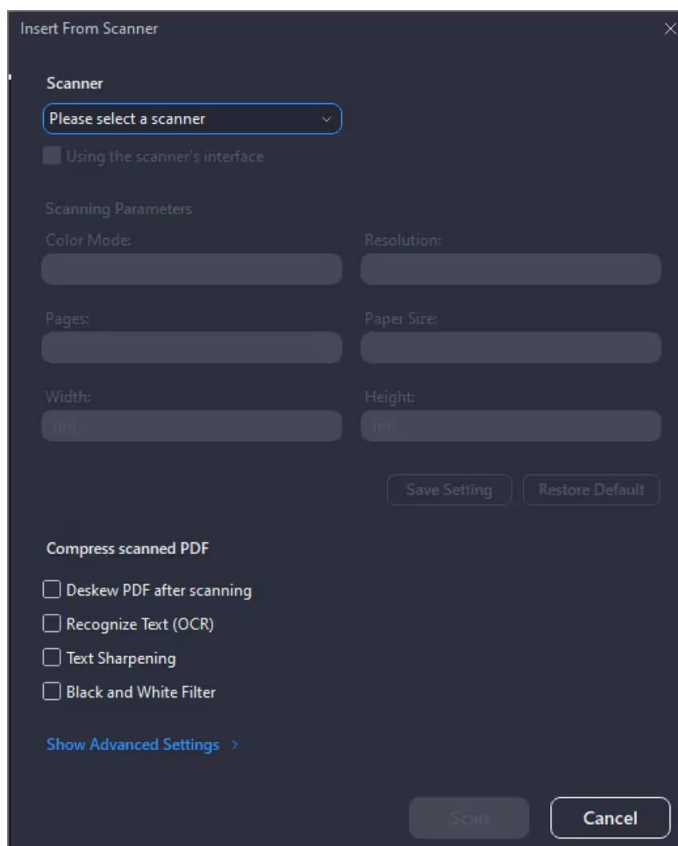 Insert From Scanner
Scanner
Please select a scanner
Using the scanner's interface
Scanning Parameters
Color Mode:
Resolution:
Pages:
Paper Size:
Width:
Height:
(in)
(in)
Save Setting
Restore Default
Compress scanned PDF
Deskew PDF after scanning
Recognize Text (OCR)
Text Sharpening
Black and White Filter
Show Advanced Settings
Scan
Cancel